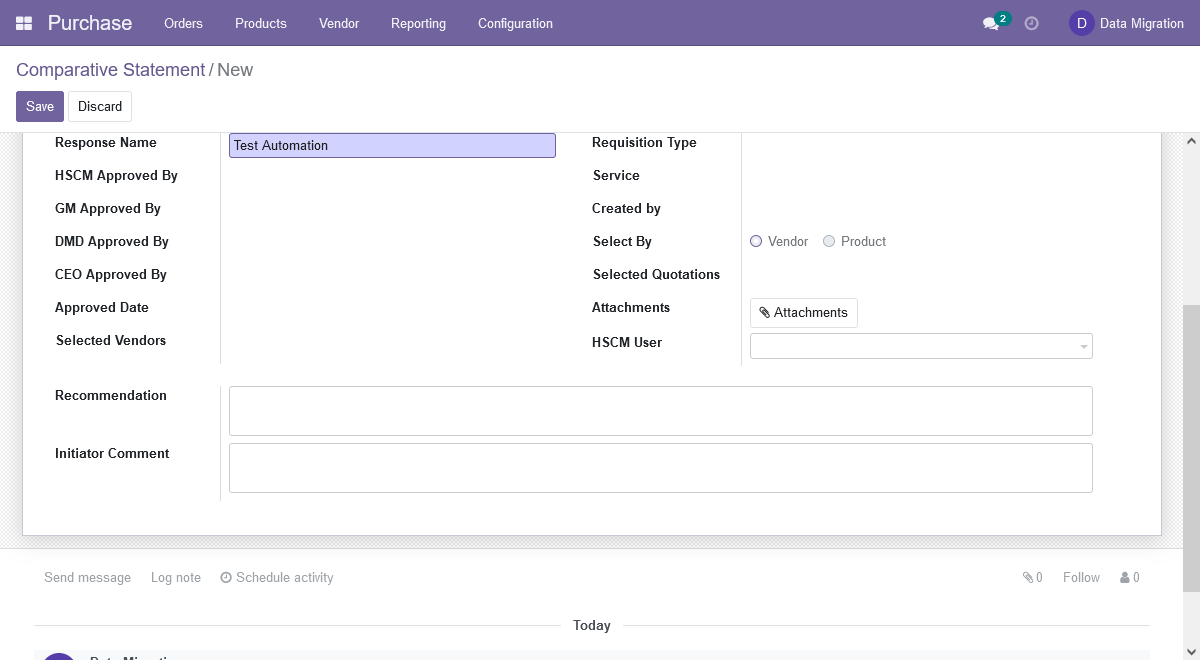 Purchase Orders Products Vendor Reporting Configuration 2 D Data Migration
Comparative Statement / New
Save Discard
Response Name Test Automation Requisition Type
HSCM Approved By Service
GM Approved By Created by
DMD Approved By Select By Vendor Product
CEO Approved By Selected Quotations
Approved Date Attachments Attachments
Selected Vendors HSCM User
Recommendation
Initiator Comment
Send message Log note Schedule activity 0 Follow 0
Today